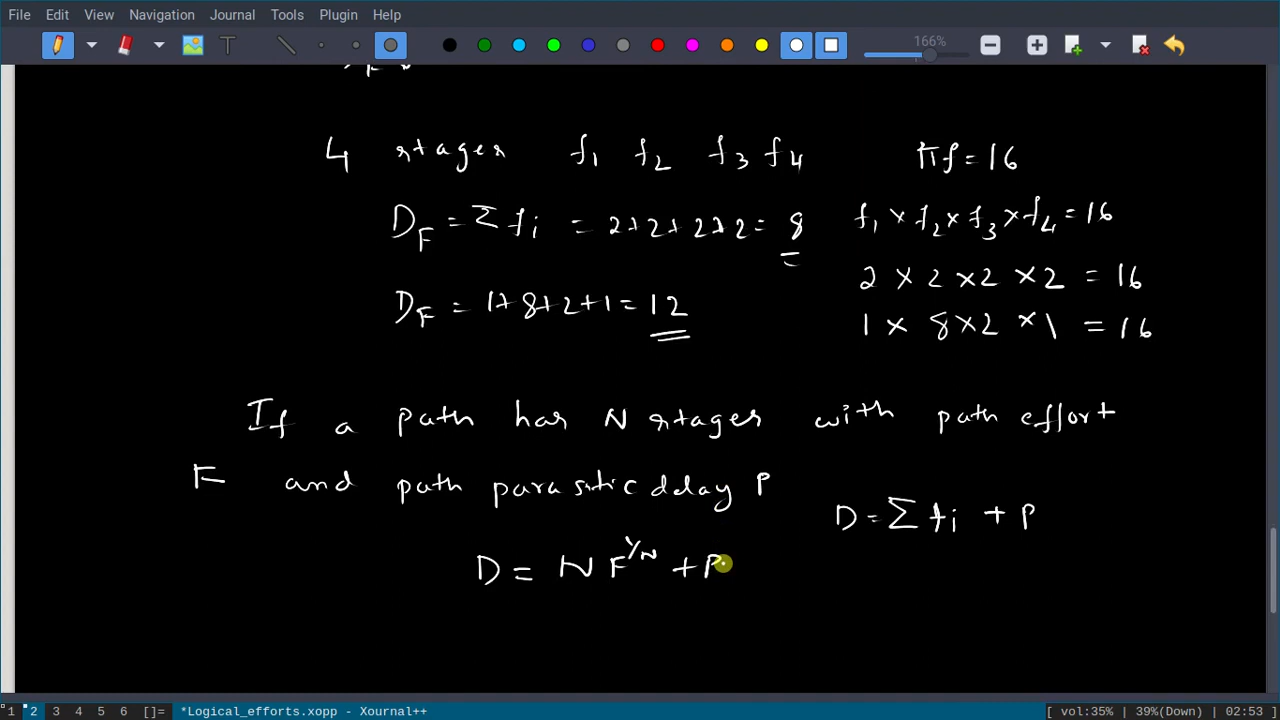 File Edit View Navigation Journal Tools Plugin Help
166%
4 stages f1 f2 f3 f4 πf = 16
DF = Σ fi = 2+2+2+2 = 8 f1 × f2 × f3 × f4 = 16
2 × 2 × 2 × 2 = 16
DF = 1+8+2+1 = 12 1 × 8 × 2 × 1 = 16
If a path has N stages with path effort
F and path parasitic delay P
D = Σ fi + P
D = N F^1/N + P
1 2 3 4 5 6 []= *Logical_efforts.xopp - Xournal++ [ vol:35% | 39%(Down) | 02:53 ]